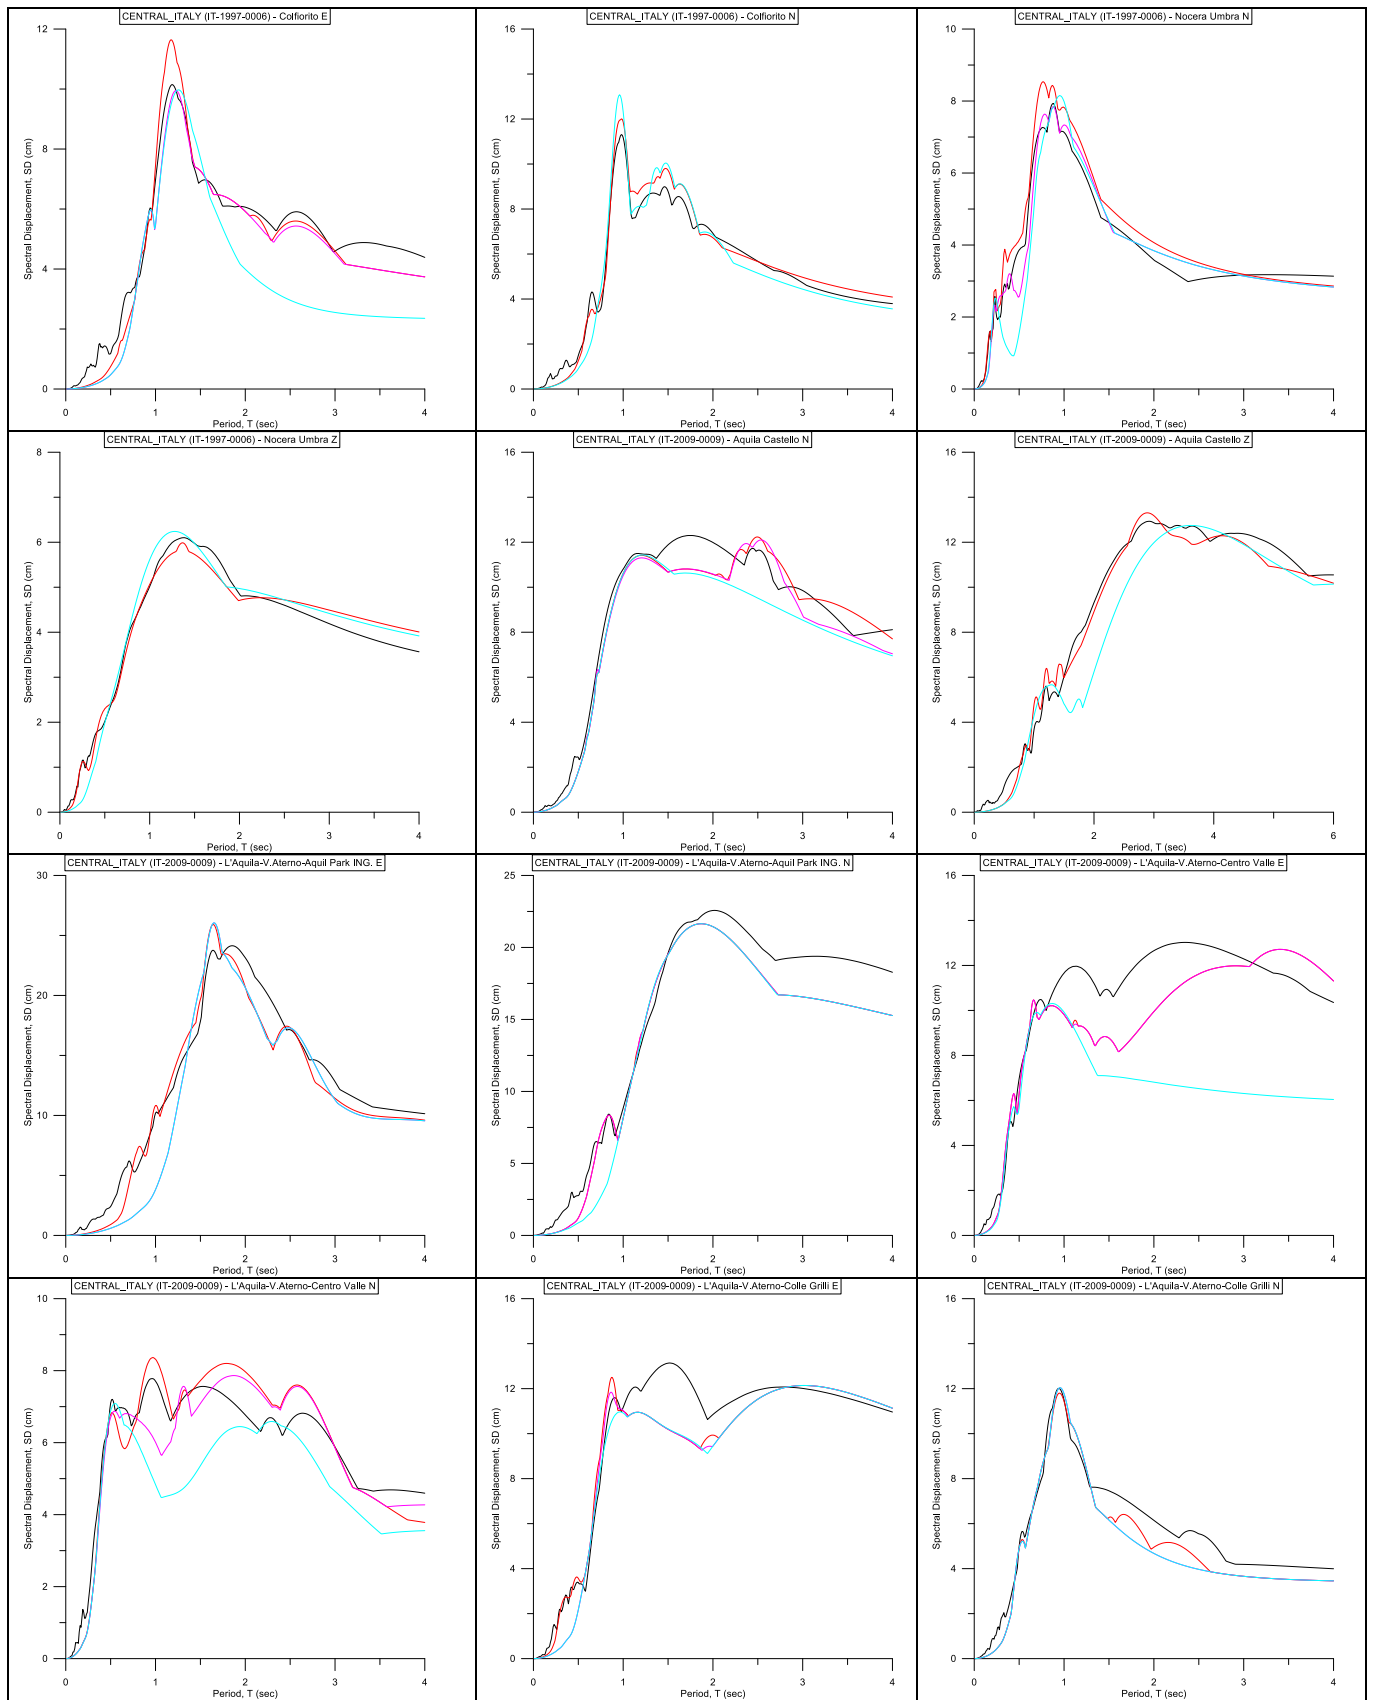 CENTRAL_ITALY (IT-1997-0006) - Colfiorito E
Spectral Displacement, SD (cm)
12
8
4
0
0 1 2 3 4
Period, T (sec)
CENTRAL_ITALY (IT-1997-0006) - Colfiorito N
Spectral Displacement, SD (cm)
16
12
8
4
0
0 1 2 3 4
Period, T (sec)
CENTRAL_ITALY (IT-1997-0006) - Nocera Umbra N
Spectral Displacement, SD (cm)
10
8
6
4
2
0
0 1 2 3 4
Period, T (sec)
CENTRAL_ITALY (IT-1997-0006) - Nocera Umbra Z
Spectral Displacement, SD (cm)
8
6
4
2
0
0 1 2 3 4
Period, T (sec)
CENTRAL_ITALY (IT-2009-0009) - Aquila Castello N
Spectral Displacement, SD (cm)
16
12
8
4
0
0 1 2 3 4
Period, T (sec)
CENTRAL_ITALY (IT-2009-0009) - Aquila Castello Z
Spectral Displacement, SD (cm)
16
12
8
4
0
0 2 4 6
Period, T (sec)
CENTRAL_ITALY (IT-2009-0009) - L'Aquila-V.Aterno-Aquil Park ING. E
Spectral Displacement, SD (cm)
30
20
10
0
0 1 2 3 4
Period, T (sec)
CENTRAL_ITALY (IT-2009-0009) - L'Aquila-V.Aterno-Aquil Park ING. N
Spectral Displacement, SD (cm)
25
20
15
10
5
0
0 1 2 3 4
Period, T (sec)
CENTRAL_ITALY (IT-2009-0009) - L'Aquila-V.Aterno-Centro Valle E
Spectral Displacement, SD (cm)
16
12
8
4
0
0 1 2 3 4
Period, T (sec)
CENTRAL_ITALY (IT-2009-0009) - L'Aquila-V.Aterno-Centro Valle N
Spectral Displacement, SD (cm)
10
8
6
4
2
0
0 1 2 3 4
Period, T (sec)
CENTRAL_ITALY (IT-2009-0009) - L'Aquila-V.Aterno-Colle Grilli E
Spectral Displacement, SD (cm)
16
12
8
4
0
0 1 2 3 4
Period, T (sec)
CENTRAL_ITALY (IT-2009-0009) - L'Aquila-V.Aterno-Colle Grilli N
Spectral Displacement, SD (cm)
16
12
8
4
0
0 1 2 3 4
Period, T (sec)